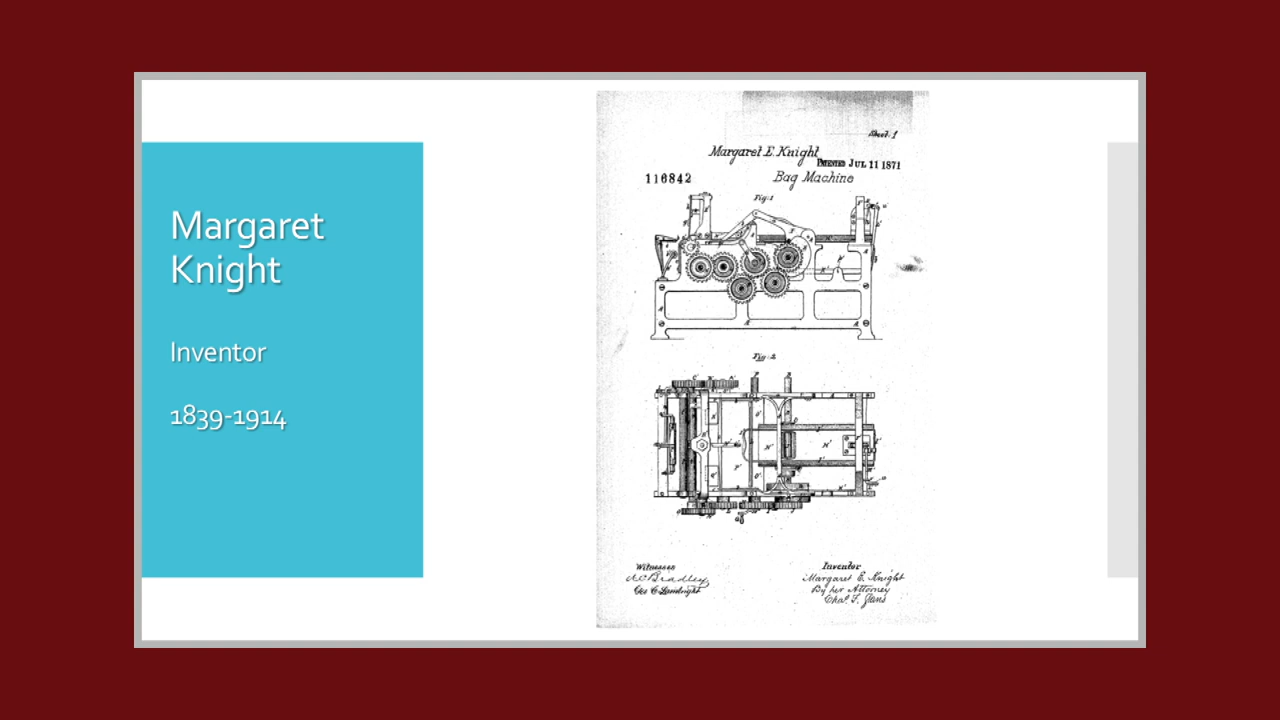 Margaret
Knight
Inventor
1839-1914
Sheet. 1
Margaret E. Knight
PATENTED JUL 11 1871
116842
Bag Machine
Fig: 1
Fig: 2
Witnesses
Inventor
Margaret E. Knight
By her Attorney